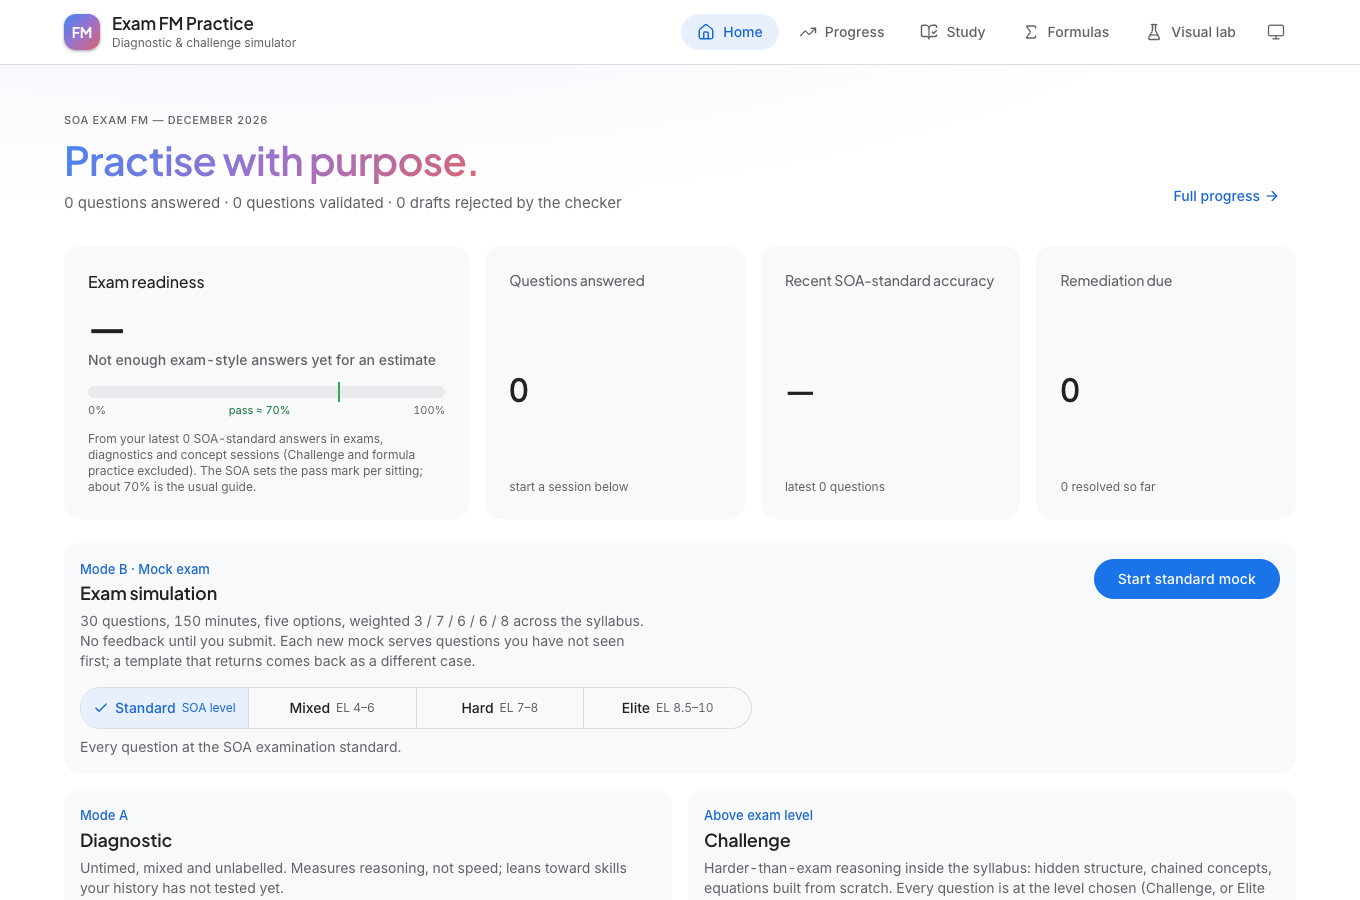 FM
Exam FM Practice
Diagnostic & challenge simulator
Home
Progress
Study
Formulas
Visual lab
SOA EXAM FM — DECEMBER 2026
Practise with purpose.
0 questions answered · 0 questions validated · 0 drafts rejected by the checker
Full progress →
Exam readiness
—
Not enough exam-style answers yet for an estimate
0%
pass ≈ 70%
100%
From your latest 0 SOA-standard answers in exams,
diagnostics and concept sessions (Challenge and formula
practice excluded). The SOA sets the pass mark per sitting;
about 70% is the usual guide.
Questions answered
0
start a session below
Recent SOA-standard accuracy
—
latest 0 questions
Remediation due
0
0 resolved so far
Mode B · Mock exam
Exam simulation
30 questions, 150 minutes, five options, weighted 3 / 7 / 6 / 6 / 8 across the syllabus.
No feedback until you submit. Each new mock serves questions you have not seen
first; a template that returns comes back as a different case.
Start standard mock
Standard SOA level
Mixed EL 4–6
Hard EL 7–8
Elite EL 8.5–10
Every question at the SOA examination standard.
Mode A
Diagnostic
Untimed, mixed and unlabelled. Measures reasoning, not speed; leans toward skills
your history has not tested yet.
Above exam level
Challenge
Harder-than-exam reasoning inside the syllabus: hidden structure, chained concepts,
equations built from scratch. Every question is at the level chosen (Challenge, or Elite